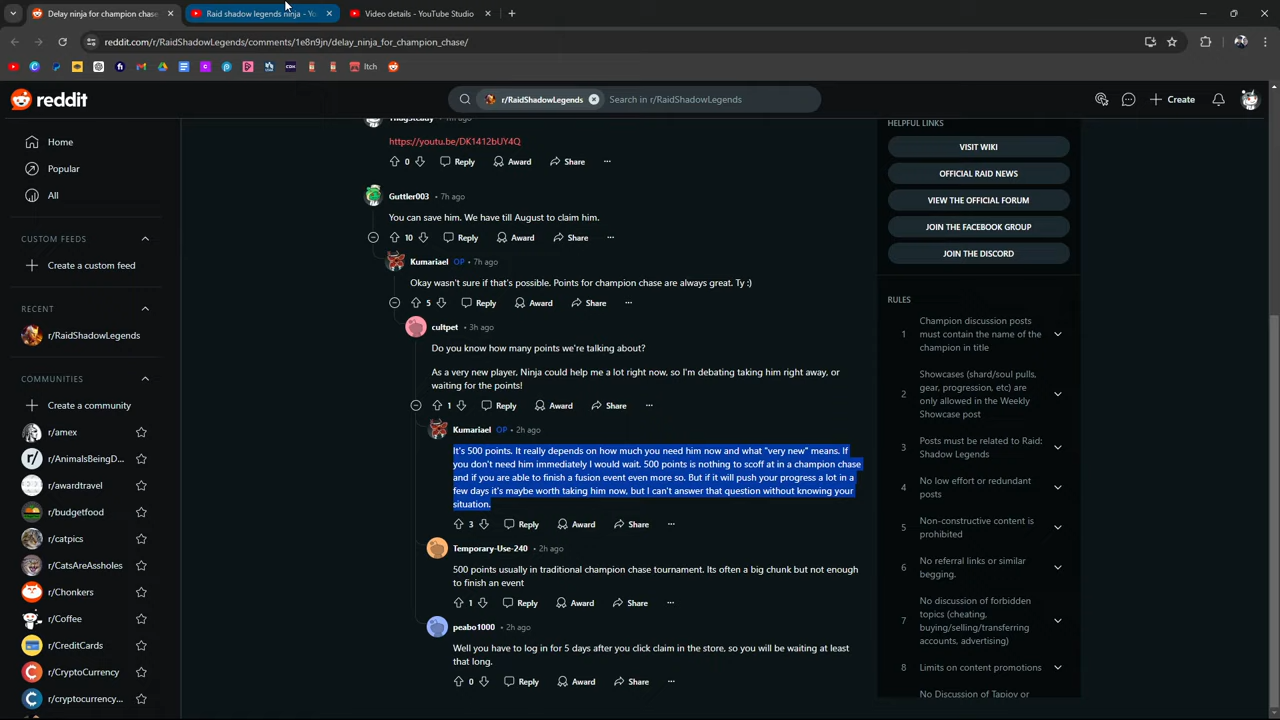 Delay ninja for champion chase
Raid shadow legends ninja - Yo
Video details - YouTube Studio
reddit.com/r/RaidShadowLegends/comments/1e8n9jn/delay_ninja_for_champion_chase/
Itch
reddit
r/RaidShadowLegends
Search in r/RaidShadowLegends
Create
Home
Popular
All
CUSTOM FEEDS
Create a custom feed
RECENT
r/RaidShadowLegends
COMMUNITIES
Create a community
r/amex
r/AnimalsBeingD...
r/awardtravel
r/budgetfood
r/catpics
r/CatsAreAssholes
r/Chonkers
r/Coffee
r/CreditCards
r/CryptoCurrency
r/cryptocurrency...
https://youtu.be/DK1412bUY4Q
0 Reply Award Share ...
Guttler003 • 7h ago
You can save him. We have till August to claim him.
10 Reply Award Share ...
Kumariael OP • 7h ago
Okay wasn't sure if that's possible. Points for champion chase are always great. Ty :)
5 Reply Award Share ...
cultpet • 3h ago
Do you know how many points we're talking about?
As a very new player, Ninja could help me a lot right now, so I'm debating taking him right away, or
waiting for the points!
1 Reply Award Share ...
Kumariael OP • 2h ago
It's 500 points. It really depends on how much you need him now and what "very new" means. If
you don't need him immediately I would wait. 500 points is nothing to scoff at in a champion chase
and if you are able to finish a fusion event even more so. But if it will push your progress a lot in a
few days it's maybe worth taking him now, but I can't answer that question without knowing your
situation.
3 Reply Award Share ...
Temporary-Use-240 • 2h ago
500 points usually in traditional champion chase tournament. Its often a big chunk but not enough
to finish an event
1 Reply Award Share ...
peabo1000 • 2h ago
Well you have to log in for 5 days after you click claim in the store, so you will be waiting at least
that long.
0 Reply Award Share ...
HELPFUL LINKS
VISIT WIKI
OFFICIAL RAID NEWS
VIEW THE OFFICIAL FORUM
JOIN THE FACEBOOK GROUP
JOIN THE DISCORD
RULES
1 Champion discussion posts
must contain the name of the
champion in title
2 Showcases (shard/soul pulls,
gear, progression, etc) are
only allowed in the Weekly
Showcase post
3 Posts must be related to Raid:
Shadow Legends
4 No low effort or redundant
posts
5 Non-constructive content is
prohibited
6 No referral links or similar
begging.
7 No discussion of forbidden
topics (cheating,
buying/selling/transferring
accounts, advertising)
8 Limits on content promotions
No Discussion of Tapjoy or